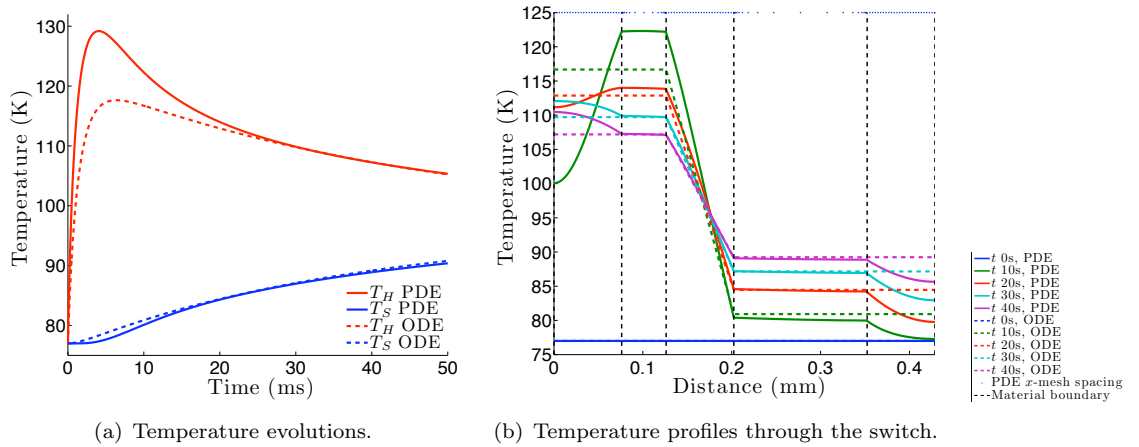 130
120
110
100
90
80
Temperature (K)
0
10
20
30
40
50
Time (ms)
T_H PDE
T_S PDE
T_H ODE
T_S ODE
(a) Temperature evolutions.
125
120
115
110
105
100
95
90
85
80
75
Temperature (K)
0
0.1
0.2
0.3
0.4
Distance (mm)
t 0s, PDE
t 10s, PDE
t 20s, PDE
t 30s, PDE
t 40s, PDE
t 0s, ODE
t 10s, ODE
t 20s, ODE
t 30s, ODE
t 40s, ODE
PDE x-mesh spacing
Material boundary
(b) Temperature profiles through the switch.